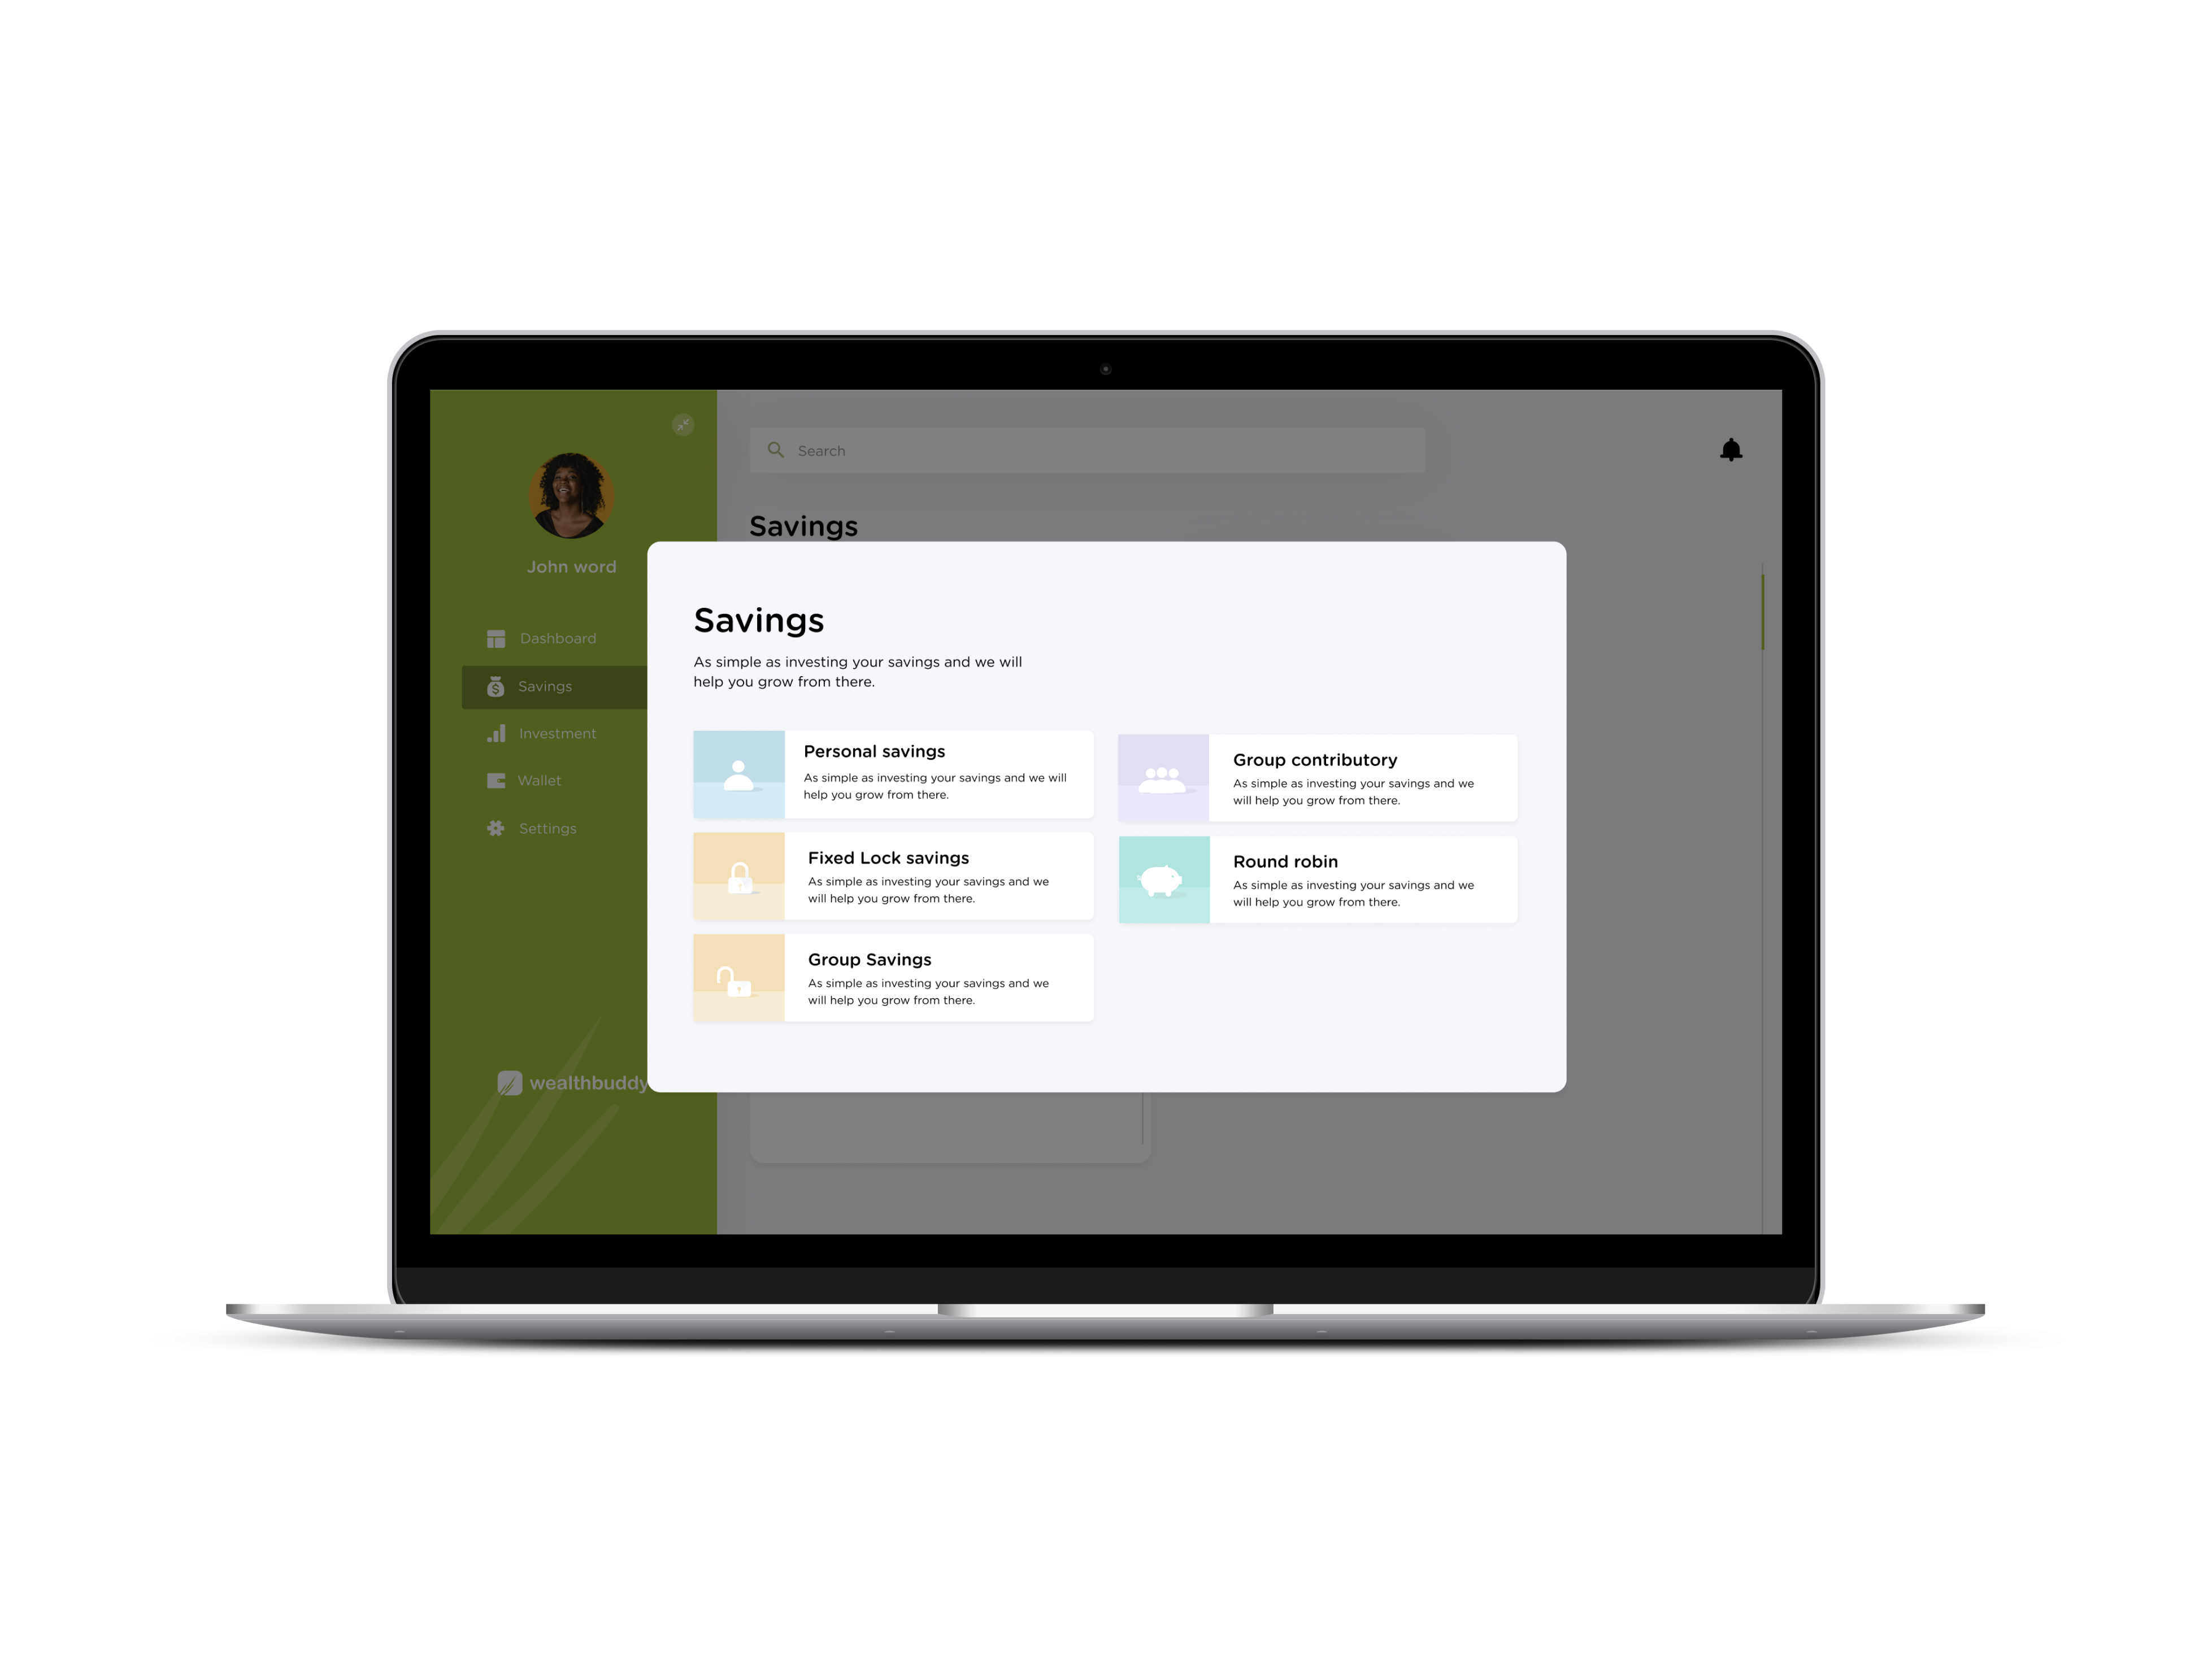 Search
Savings
John word
Dashboard
Savings
Investment
Wallet
Settings
wealthbuddy
Savings
As simple as investing your savings and we will
help you grow from there.
Personal savings
As simple as investing your savings and we will
help you grow from there.
Group contributory
As simple as investing your savings and we
will help you grow from there.
Fixed Lock savings
As simple as investing your savings and we
will help you grow from there.
Round robin
As simple as investing your savings and we
will help you grow from there.
Group Savings
As simple as investing your savings and we
will help you grow from there.